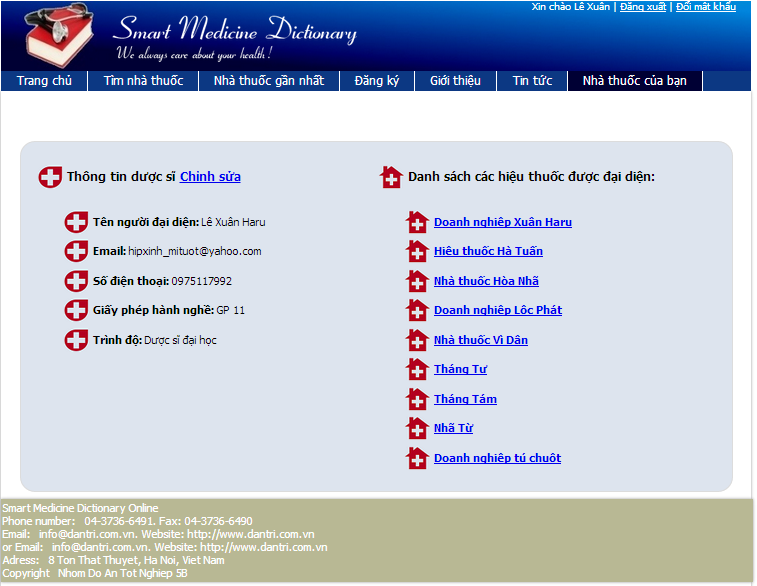 Xin chào Lê Xuân | Đăng xuất | Đổi mật khẩu
Smart Medicine Dictionary
We always care about your health !
Trang chủ Tìm nhà thuốc Nhà thuốc gần nhất Đăng ký Giới thiệu Tin tức Nhà thuốc của bạn
Thông tin dược sĩ Chỉnh sửa
Tên người đại diện: Lê Xuân Haru
Email: hipxinh_mituot@yahoo.com
Số điện thoại: 0975117992
Giấy phép hành nghề: GP 11
Trình độ: Dược sĩ đại học
Danh sách các hiệu thuốc được đại diện:
Doanh nghiệp Xuân Haru
Hiệu thuốc Hà Tuấn
Nhà thuốc Hòa Nhã
Doanh nghiệp Lộc Phát
Nhà thuốc Vì Dân
Tháng Tư
Tháng Tám
Nhã Từ
Doanh nghiệp tú chuột
Smart Medicine Dictionary Online
Phone number: 04-3736-6491. Fax: 04-3736-6490
Email: info@dantri.com.vn. Website: http://www.dantri.com.vn
or Email: info@dantri.com.vn. Website: http://www.dantri.com.vn
Adress: 8 Ton That Thuyet, Ha Noi, Viet Nam
Copyright Nhom Do An Tot Nghiep 5B